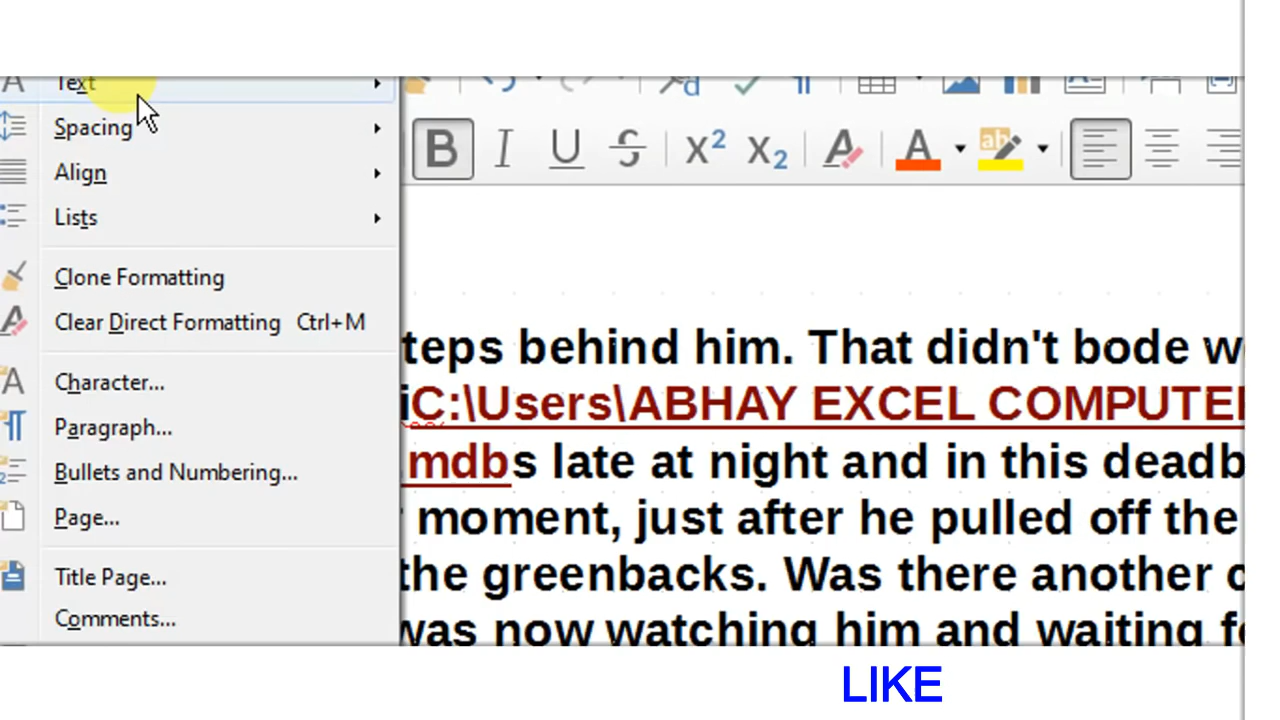 Text
Spacing
Align
Lists
Clone Formatting
Clear Direct Formatting Ctrl+M
Character...
Paragraph...
Bullets and Numbering...
Page...
Title Page...
Comments...
B I U S X² X₂ A A ab
teps behind him. That didn't bode w
iC:\Users\ABHAY EXCEL COMPUTE
mdbs late at night and in this deadb
moment, just after he pulled off the
the greenbacks. Was there another c
was now watching him and waiting f
LIKE